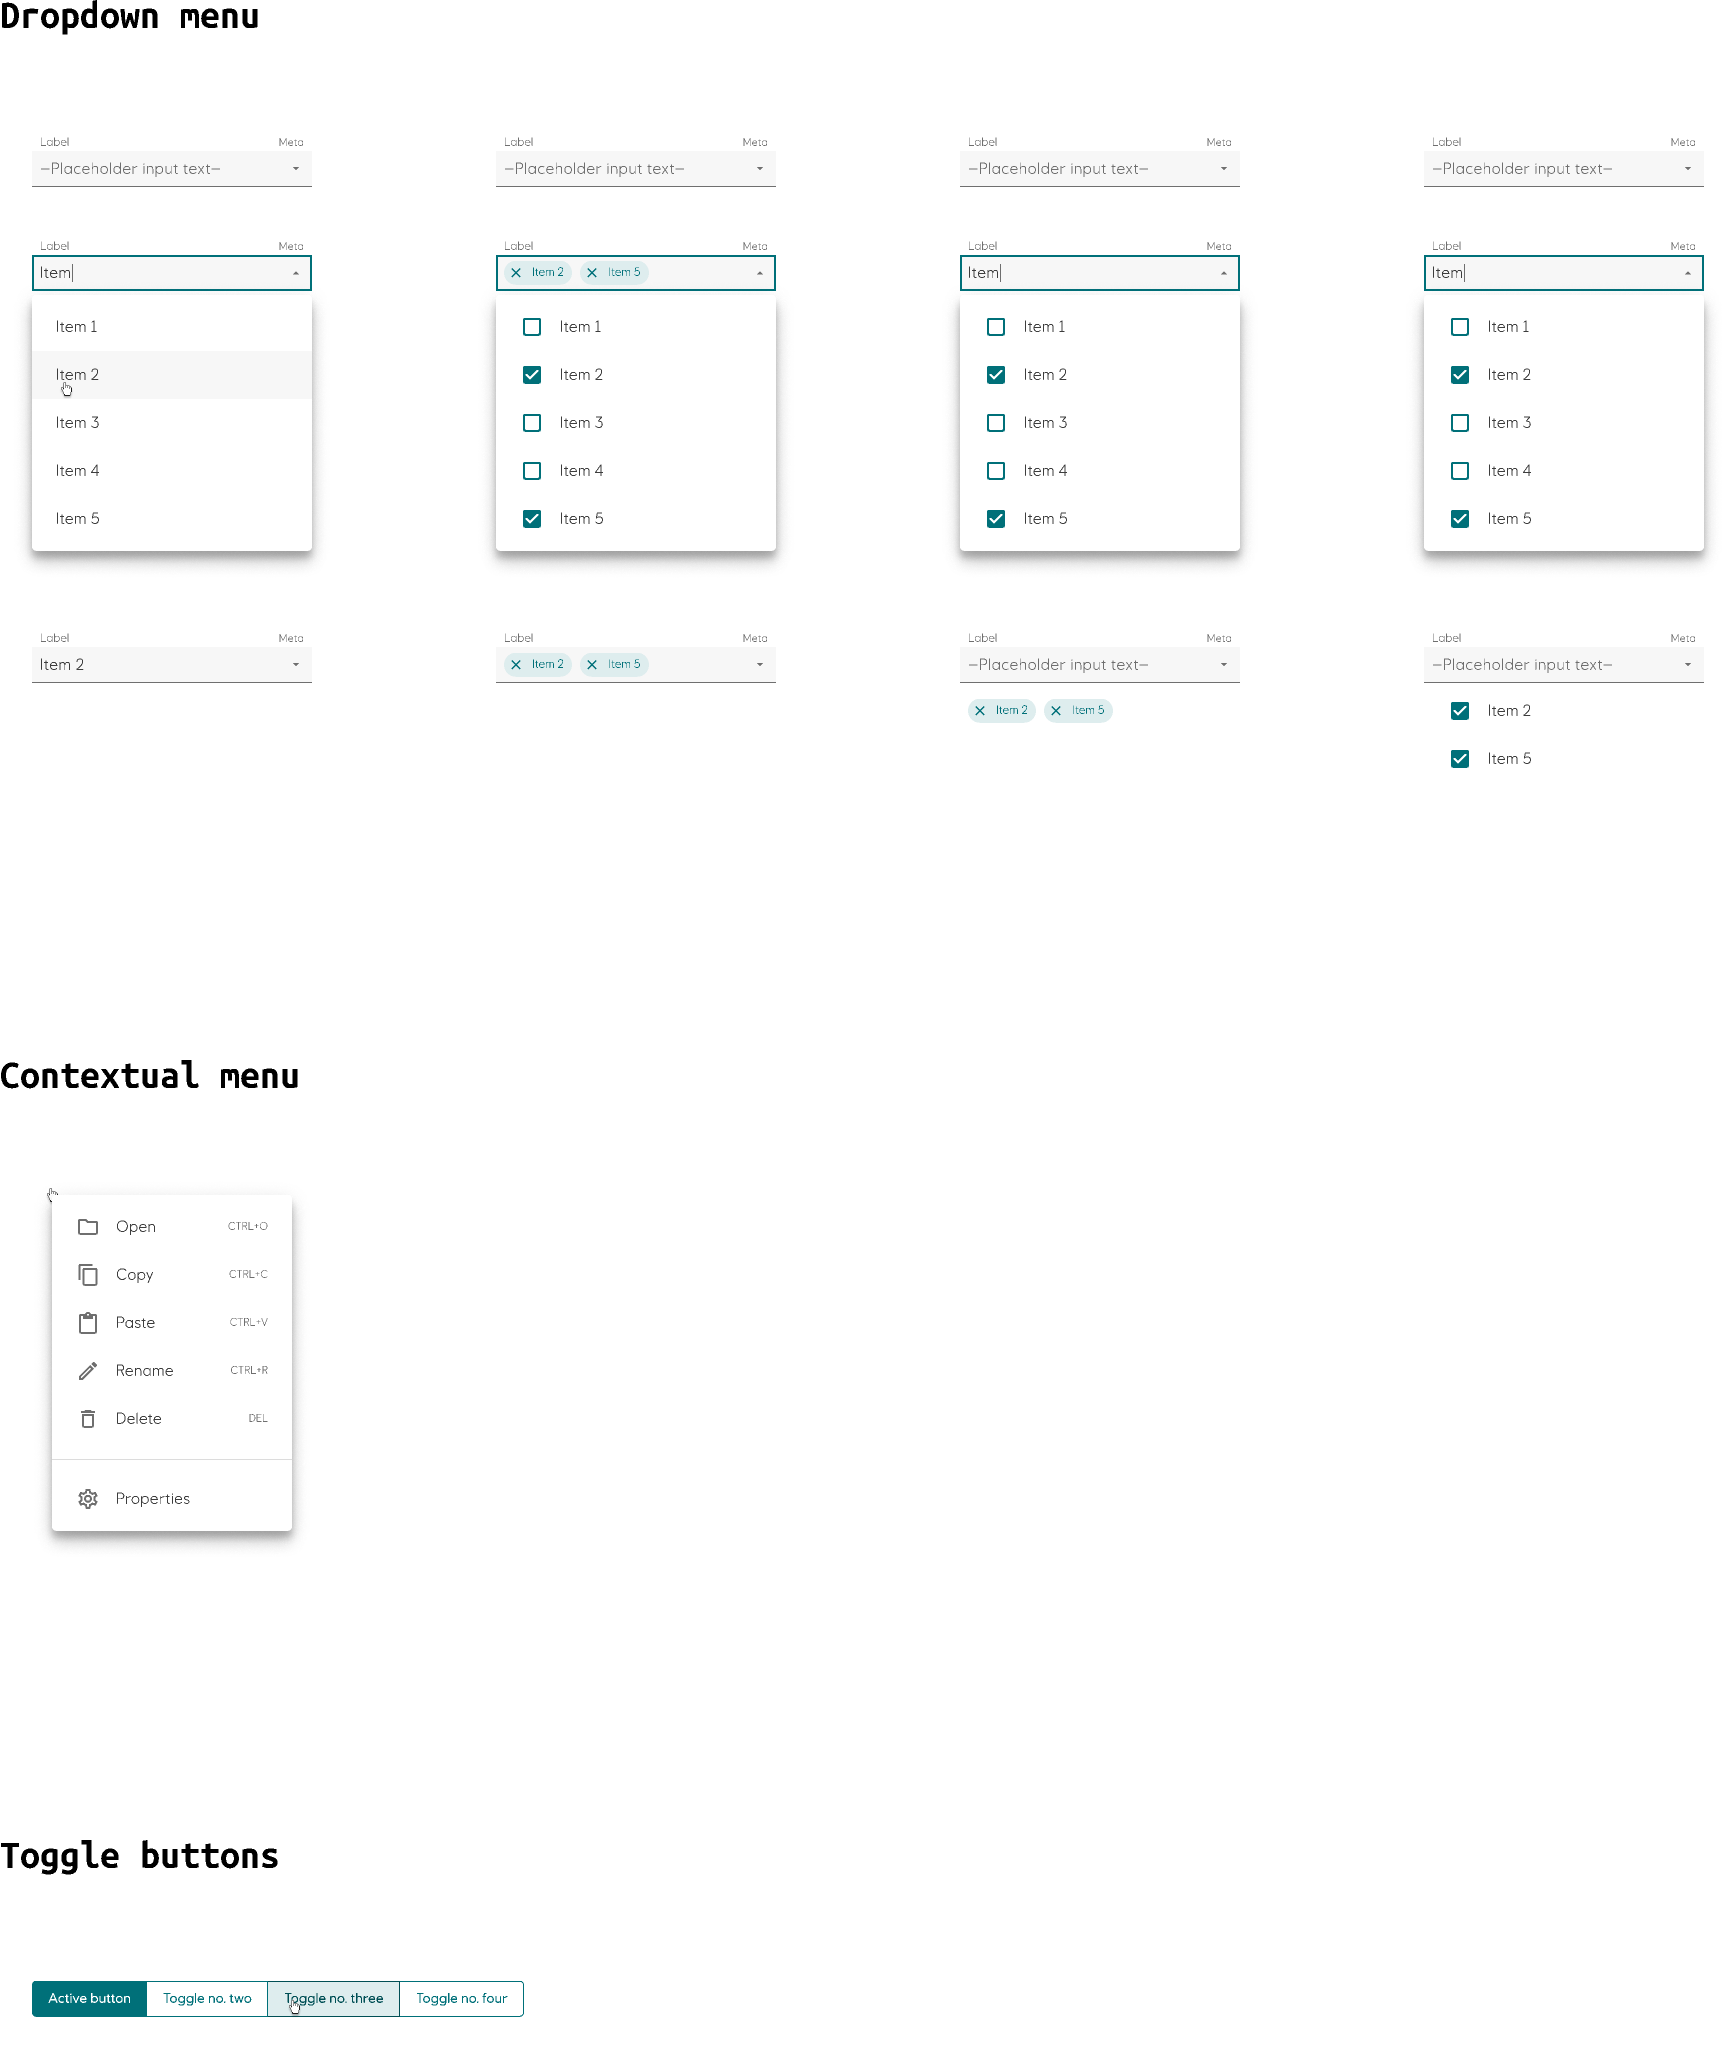 Dropdown menu
Label Meta Label Meta Label Meta Label Meta
–Placeholder input text– –Placeholder input text– –Placeholder input text– –Placeholder input text–
Label Meta Label Meta Label Meta Label Meta
Item Item 2 Item 5 Item Item
Item 1 Item 1 Item 1 Item 1
Item 2 Item 2 Item 2 Item 2
Item 3 Item 3 Item 3 Item 3
Item 4 Item 4 Item 4 Item 4
Item 5 Item 5 Item 5 Item 5
Label Meta Label Meta Label Meta Label Meta
Item 2 Item 2 Item 5 –Placeholder input text– –Placeholder input text–
Item 2 Item 5 Item 2
Item 5
Contextual menu
Open CTRL+O
Copy CTRL+C
Paste CTRL+V
Rename CTRL+R
Delete DEL
Properties
Toggle buttons
Active button Toggle no. two Toggle no. three Toggle no. four